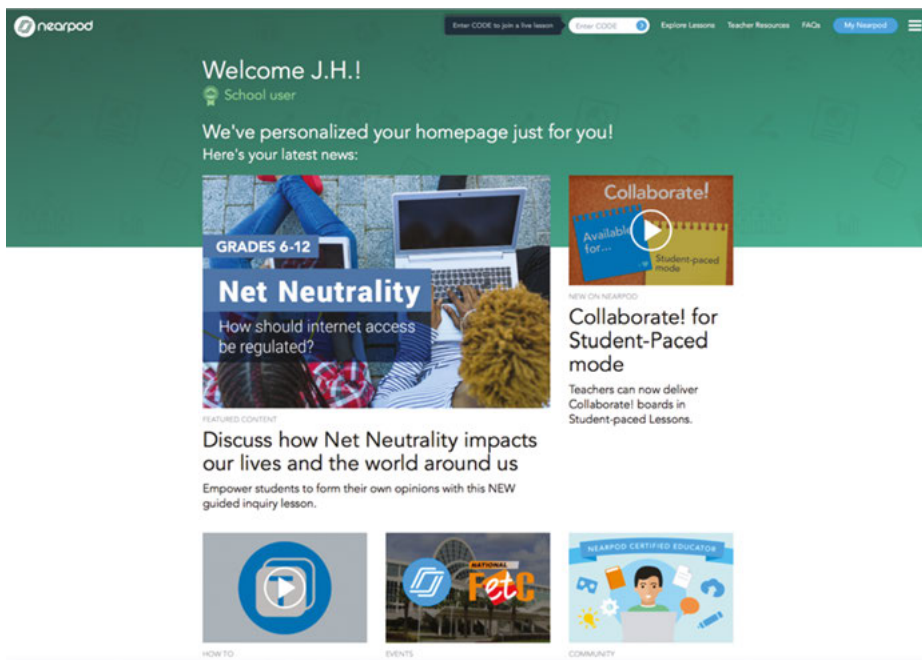 nearpod
Enter CODE to join a live lesson
Enter CODE
Explore Lessons
Teacher Resources
FAQs
My Nearpod
Welcome J.H.!
School user
We've personalized your homepage just for you!
Here's your latest news:
GRADES 6-12
Net Neutrality
How should internet access
be regulated?
FEATURED CONTENT
Discuss how Net Neutrality impacts
our lives and the world around us
Empower students to form their own opinions with this NEW
guided inquiry lesson.
Collaborate!
Available
for...
Student-paced
mode
NEW ON NEARPOD
Collaborate! for
Student-Paced
mode
Teachers can now deliver
Collaborate! boards in
Student-paced Lessons.
T
HOW TO
NATIONAL
FETC
EVENTS
NEARPOD CERTIFIED EDUCATOR
COMMUNITY